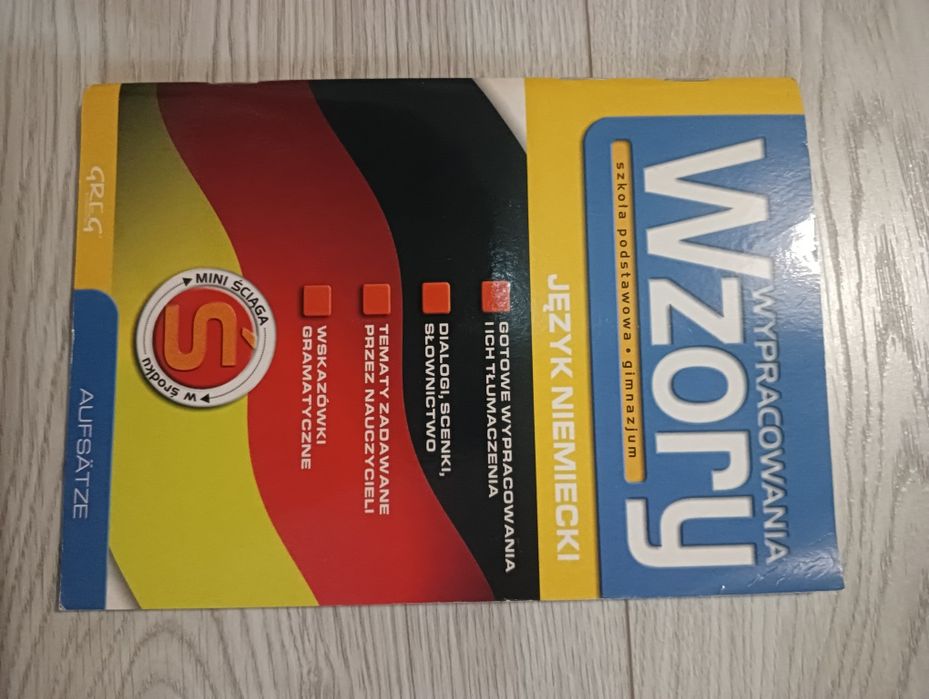 WYPRACOWANIA
Wzory
szkoła podstawowa • gimnazjum
JĘZYK NIEMIECKI
GOTOWE WYPRACOWANIA
I ICH TŁUMACZENIA
DIALOGI, SCENKI,
SŁOWNICTWO
TEMATY ZADAWANE
PRZEZ NAUCZYCIELI
WSKAZÓWKI
GRAMATYCZNE
MINI ŚCIĄGA
Ś
w środku
GREG
AUFSÄTZE